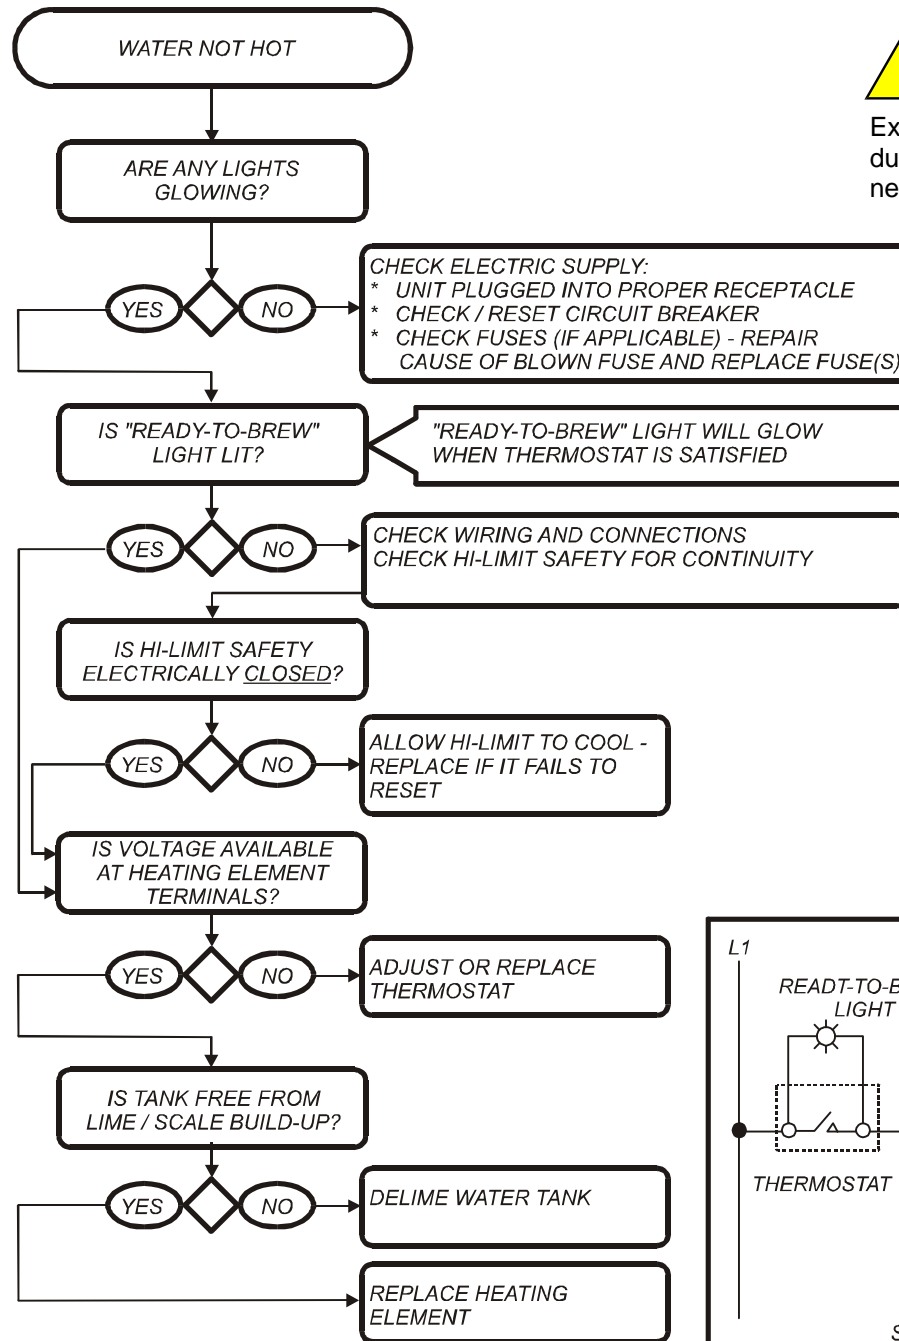 WATER NOT HOT
Ex
du
ne
ARE ANY LIGHTS
GLOWING?
YES
NO
CHECK ELECTRIC SUPPLY:
* UNIT PLUGGED INTO PROPER RECEPTACLE
* CHECK / RESET CIRCUIT BREAKER
* CHECK FUSES (IF APPLICABLE) - REPAIR
CAUSE OF BLOWN FUSE AND REPLACE FUSE(S)
IS "READY-TO-BREW"
LIGHT LIT?
"READY-TO-BREW" LIGHT WILL GLOW
WHEN THERMOSTAT IS SATISFIED
YES
NO
CHECK WIRING AND CONNECTIONS
CHECK HI-LIMIT SAFETY FOR CONTINUITY
IS HI-LIMIT SAFETY
ELECTRICALLY CLOSED?
YES
NO
ALLOW HI-LIMIT TO COOL -
REPLACE IF IT FAILS TO
RESET
IS VOLTAGE AVAILABLE
AT HEATING ELEMENT
TERMINALS?
YES
NO
ADJUST OR REPLACE
THERMOSTAT
IS TANK FREE FROM
LIME / SCALE BUILD-UP?
YES
NO
DELIME WATER TANK
REPLACE HEATING
ELEMENT
L1
READT-TO-B
LIGHT
THERMOSTAT
S